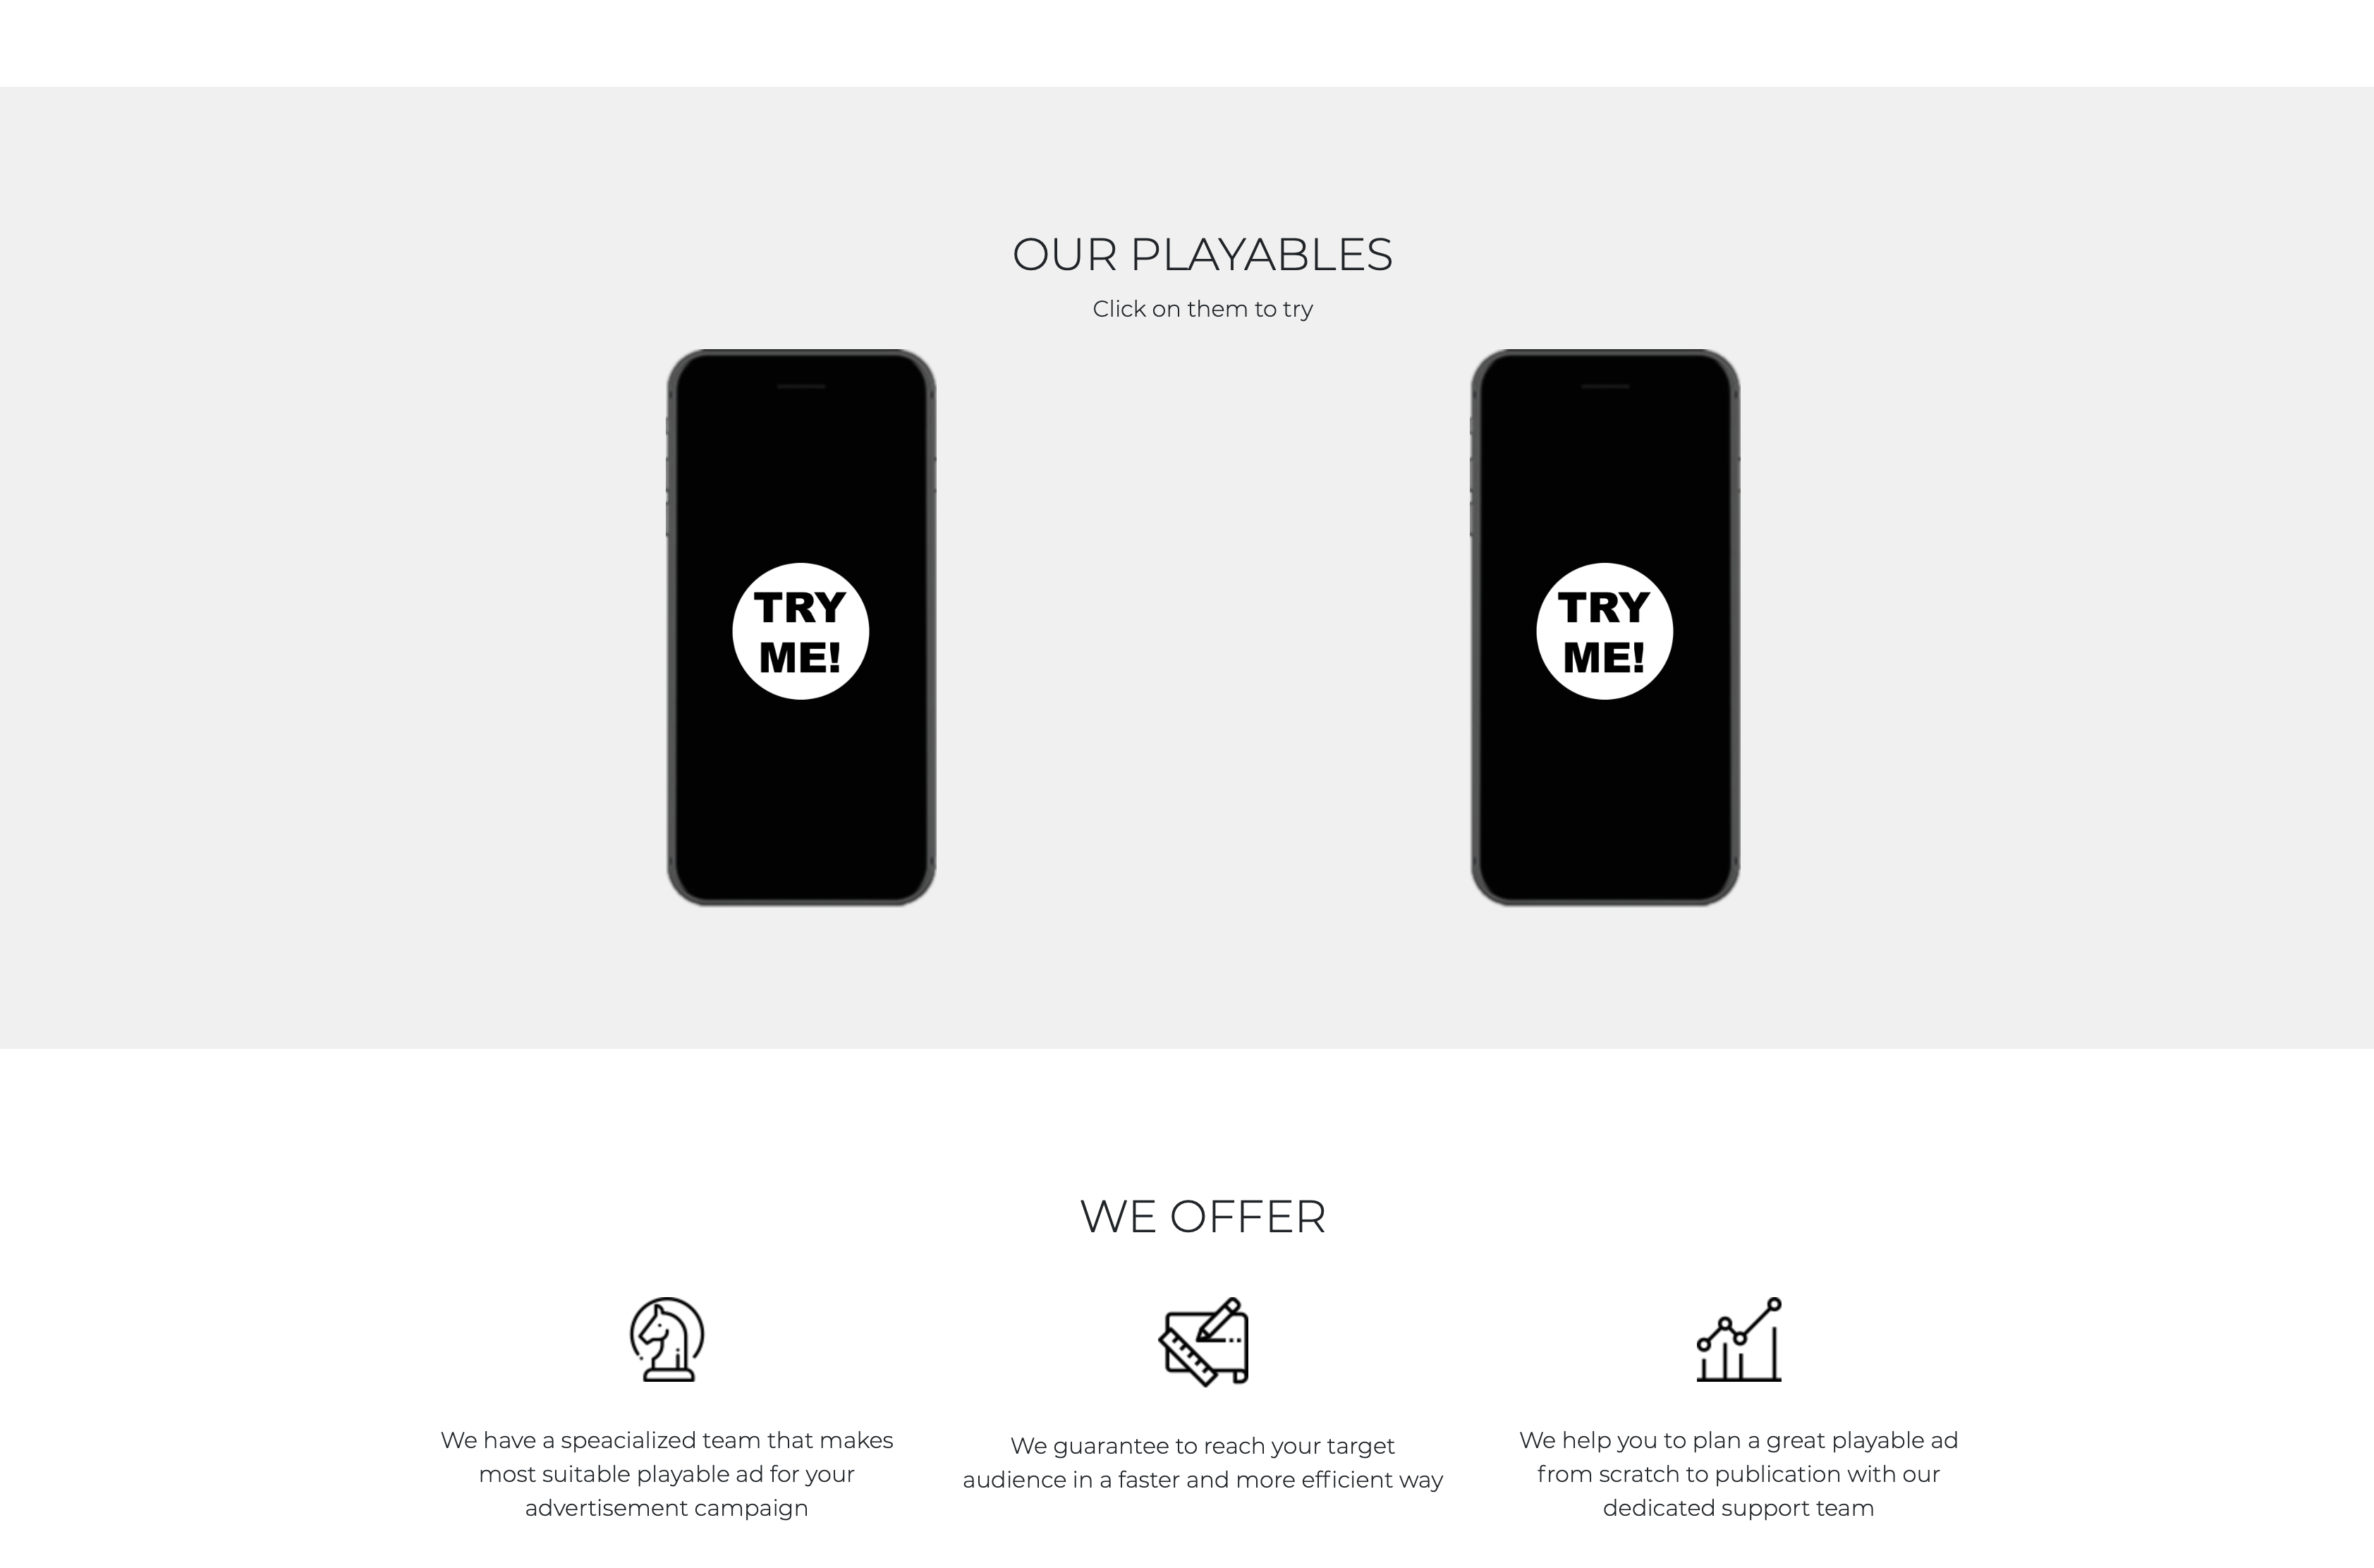 OUR PLAYABLES
Click on them to try
TRY
ME!
TRY
ME!
WE OFFER
We have a speacialized team that makes
most suitable playable ad for your
advertisement campaign
We guarantee to reach your target
audience in a faster and more efficient way
We help you to plan a great playable ad
from scratch to publication with our
dedicated support team